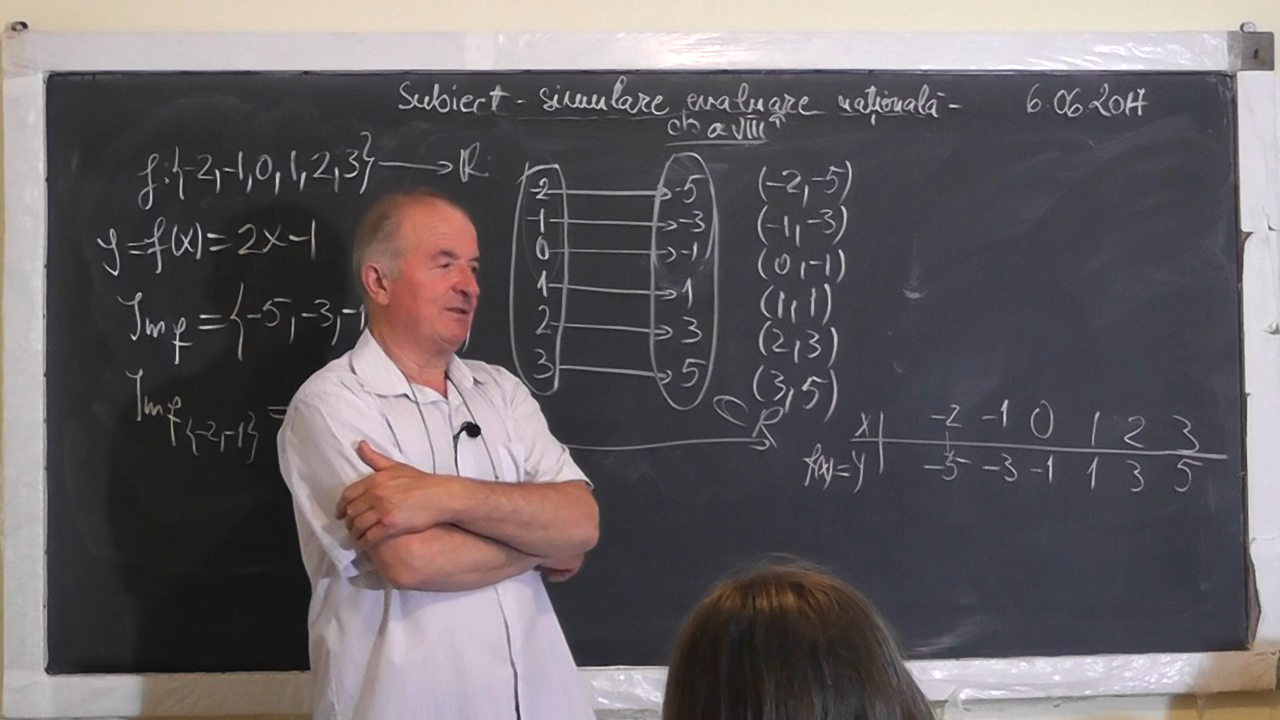 Subiect - simulare evaluare națională - 6.06.2017
cl. a VIII a
f:{-2,-1,0,1,2,3} → R
y=f(x)=2x-1
Im f ={-5,-3,-1
Im f {-2,-1} =
-2 → -5
-1 → -3
0 → -1
1 → 1
2 → 3
3 → 5
(-2,-5)
(-1,-3)
(0,-1)
(1,1)
(2,3)
(3,5)
R
x | -2 -1 0 1 2 3
f(x)=y | -5 -3 -1 1 3 5